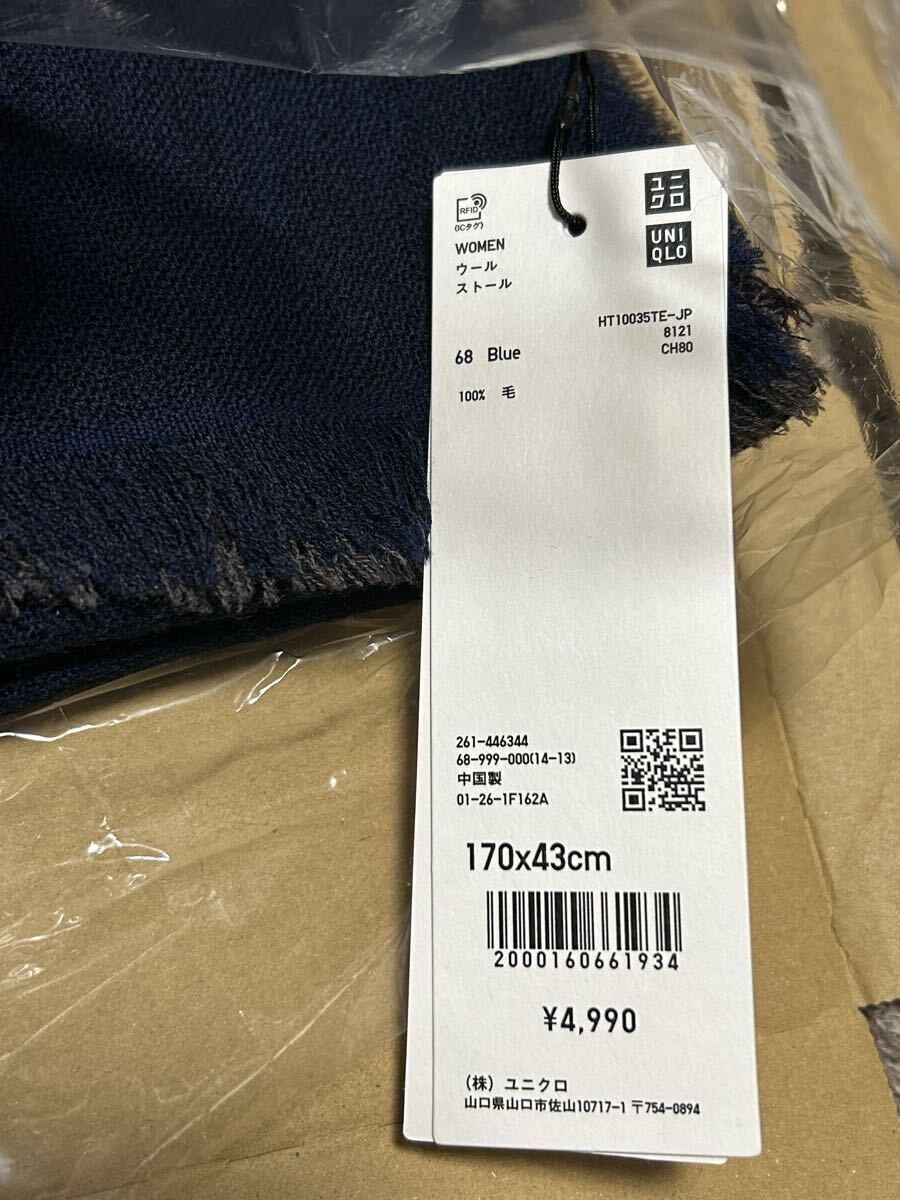 RFID
(ICタグ)
ユニ
クロ
UNI
QLO
WOMEN
ウール
ストール
HT10035TE-JP
8121
CH80
68 Blue
100% 毛
261-446344
68-999-000(14-13)
中国製
01-26-1F162A
170x43cm
2000160661934
¥4,990
(株) ユニクロ
山口県山口市佐山10717-1 〒754-0894